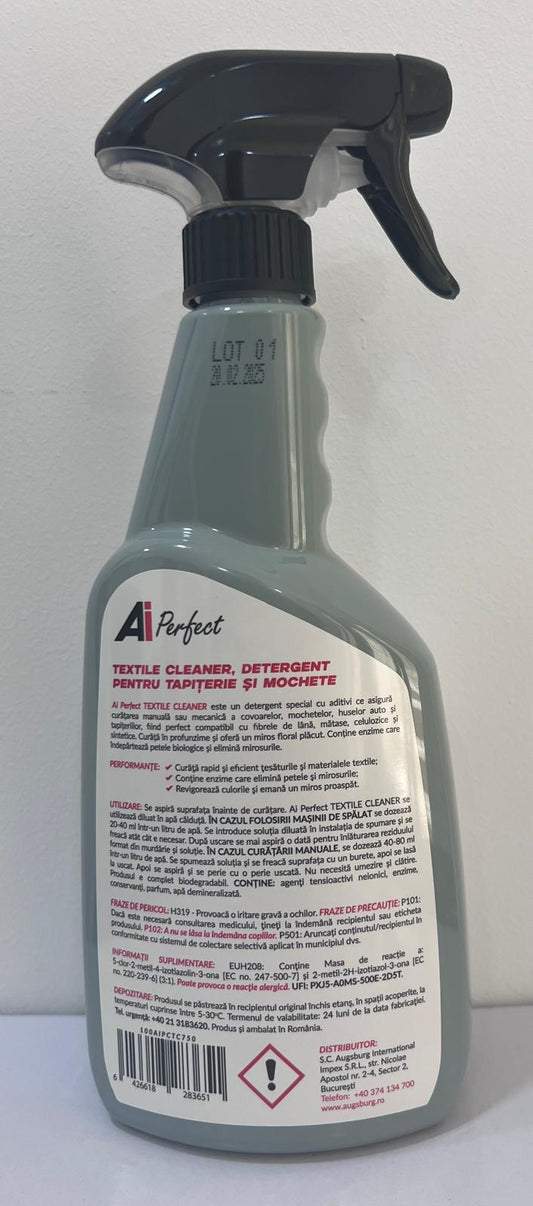 LOT 01
20.02.2025
Ai Perfect
TEXTILE CLEANER, DETERGENT
PENTRU TAPIȚERIE ȘI MOCHETE
Ai Perfect TEXTILE CLEANER este un detergent special cu aditivi ce asigură
curățarea manuală sau mecanică a covoarelor, mochetelor, huselor auto și
tapițeriilor, fiind perfect compatibil cu fibrele de lână, mătase, celulozice și
sintetice. Curăță în profunzime și oferă un miros floral plăcut. Conține enzime care
îndepărtează petele biologice și elimină mirosurile.
PERFORMANȚE: ✓ Curăță rapid și eficient țesăturile și materialele textile;
✓ Conține enzime care elimină petele și mirosurile;
✓ Revigorează culorile și emană un miros proaspăt.
UTILIZARE: Se aspiră suprafața înainte de curățare. Ai Perfect TEXTILE CLEANER se
utilizează diluat în apă călduță. ÎN CAZUL FOLOSIRII MAȘINII DE SPĂLAT se dozează
20-40 ml într-un litru de apă. Se introduce soluția diluată în instalația de spumare și se
freacă atât cât e necesar. După uscare se mai aspiră o dată pentru înlăturarea reziduului
format din murdărie și soluție. ÎN CAZUL CURĂȚĂRII MANUALE, se dozează 40-80 ml
într-un litru de apă. Se spumează soluția și se freacă suprafața cu un burete, apoi se lasă
la uscat. Apoi se aspiră și se perie cu o perie uscată. Nu necesită umezire și clătire.
Produsul e complet biodegradabil. CONȚINE: agenți tensioactivi neionici, enzime,
conservanți, parfum, apă demineralizată.
FRAZE DE PERICOL: H319 - Provoacă o iritare gravă a ochilor. FRAZE DE PRECAUȚIE: P101:
Dacă este necesară consultarea medicului, țineți la îndemână recipientul sau eticheta
produsului. P102: A nu se lăsa la îndemâna copiilor. P501: Aruncați conținutul/recipientul în
conformitate cu sistemul de colectare selectivă aplicat în municipiul dvs.
INFORMAȚII SUPLIMENTARE: EUH208: Conține Masa de reacție a:
5-clor-2-metil-4-izotiazolin-3-ona [EC no. 247-500-7] și 2-metil-2H-izotiazol-3-ona [EC
no. 220-239-6] (3:1). Poate provoca o reacție alergică. UFI: PXJ5-A0MS-500E-2D5T.
DEPOZITARE: Produsul se păstrează în recipientul original închis etanș, în spații acoperite, la
temperaturi cuprinse între 5-30ºC. Termenul de valabilitate: 24 luni de la data fabricației.
Tel. urgență: +40 21 3183620. Produs și ambalat în România.
100AIPCTC750
6 426618 283651
DISTRIBUITOR:
S.C. Augsburg International
Impex S.R.L., str. Nicolae
Apostol nr. 2-4, Sector 2,
București
Telefon: +40 374 134 700
www.augsburg.ro